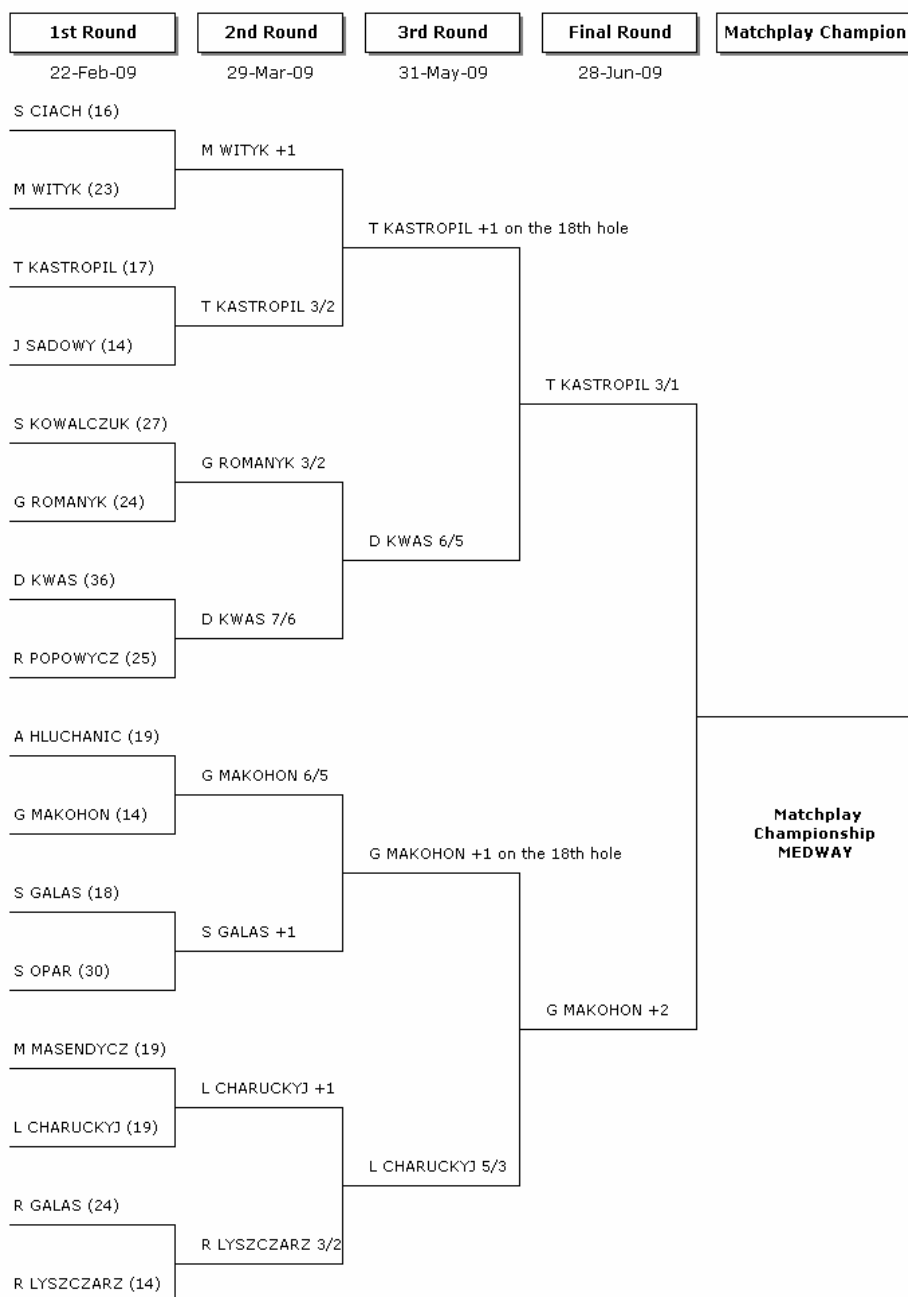 1st Round
2nd Round
3rd Round
Final Round
Matchplay Champion
22-Feb-09
29-Mar-09
31-May-09
28-Jun-09
S CIACH (16)
M WITYK +1
M WITYK (23)
T KASTROPIL +1 on the 18th hole
T KASTROPIL (17)
T KASTROPIL 3/2
J SADOWY (14)
T KASTROPIL 3/1
S KOWALCZUK (27)
G ROMANYK 3/2
G ROMANYK (24)
D KWAS 6/5
D KWAS (36)
D KWAS 7/6
R POPOWYCZ (25)
A HLUCHANIC (19)
G MAKOHON 6/5
G MAKOHON (14)
Matchplay
Championship
MEDWAY
G MAKOHON +1 on the 18th hole
S GALAS (18)
S GALAS +1
S OPAR (30)
G MAKOHON +2
M MASENDYCZ (19)
L CHARUCKYJ +1
L CHARUCKYJ (19)
L CHARUCKYJ 5/3
R GALAS (24)
R LYSZCZARZ 3/2
R LYSZCZARZ (14)